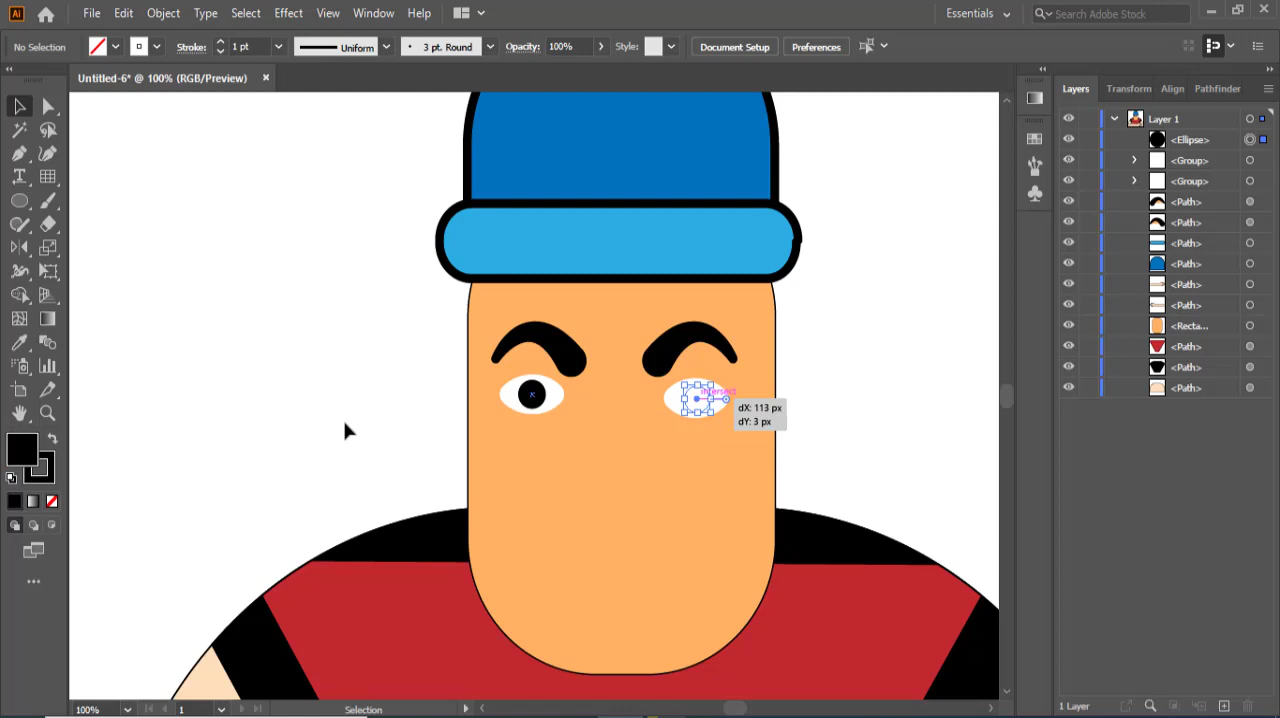 Ai File Edit Object Type Select Effect View Window Help Essentials Search Adobe Stock
No Selection Stroke: 1 pt Uniform 3 pt. Round Opacity: 100% Style: Document Setup Preferences
Untitled-6* @ 100% (RGB/Preview) ×
Layers Transform Align Pathfinder
Layer 1
<Ellipse>
<Group>
<Group>
<Path>
<Path>
<Path>
<Path>
<Path>
<Path>
<Recta...
<Path>
<Path>
<Path>
intersect
dX: 113 px
dY: 3 px
100% 1 Selection
1 Layer